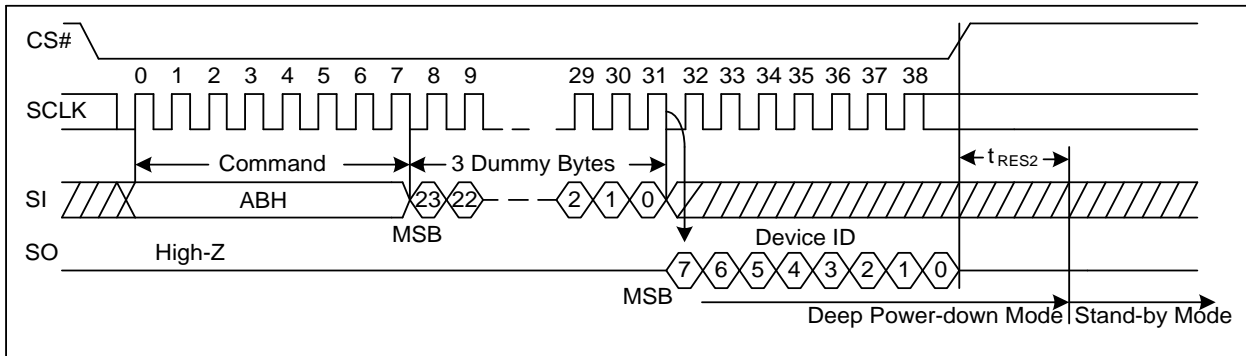 CS#
0 1 2 3 4 5 6 7 8 9 29 30 31 32 33 34 35 36 37 38
SCLK
Command 3 Dummy Bytes tRES2
SI ABH 23 22 2 1 0
MSB
SO High-Z Device ID
7 6 5 4 3 2 1 0
MSB
Deep Power-down Mode Stand-by Mode